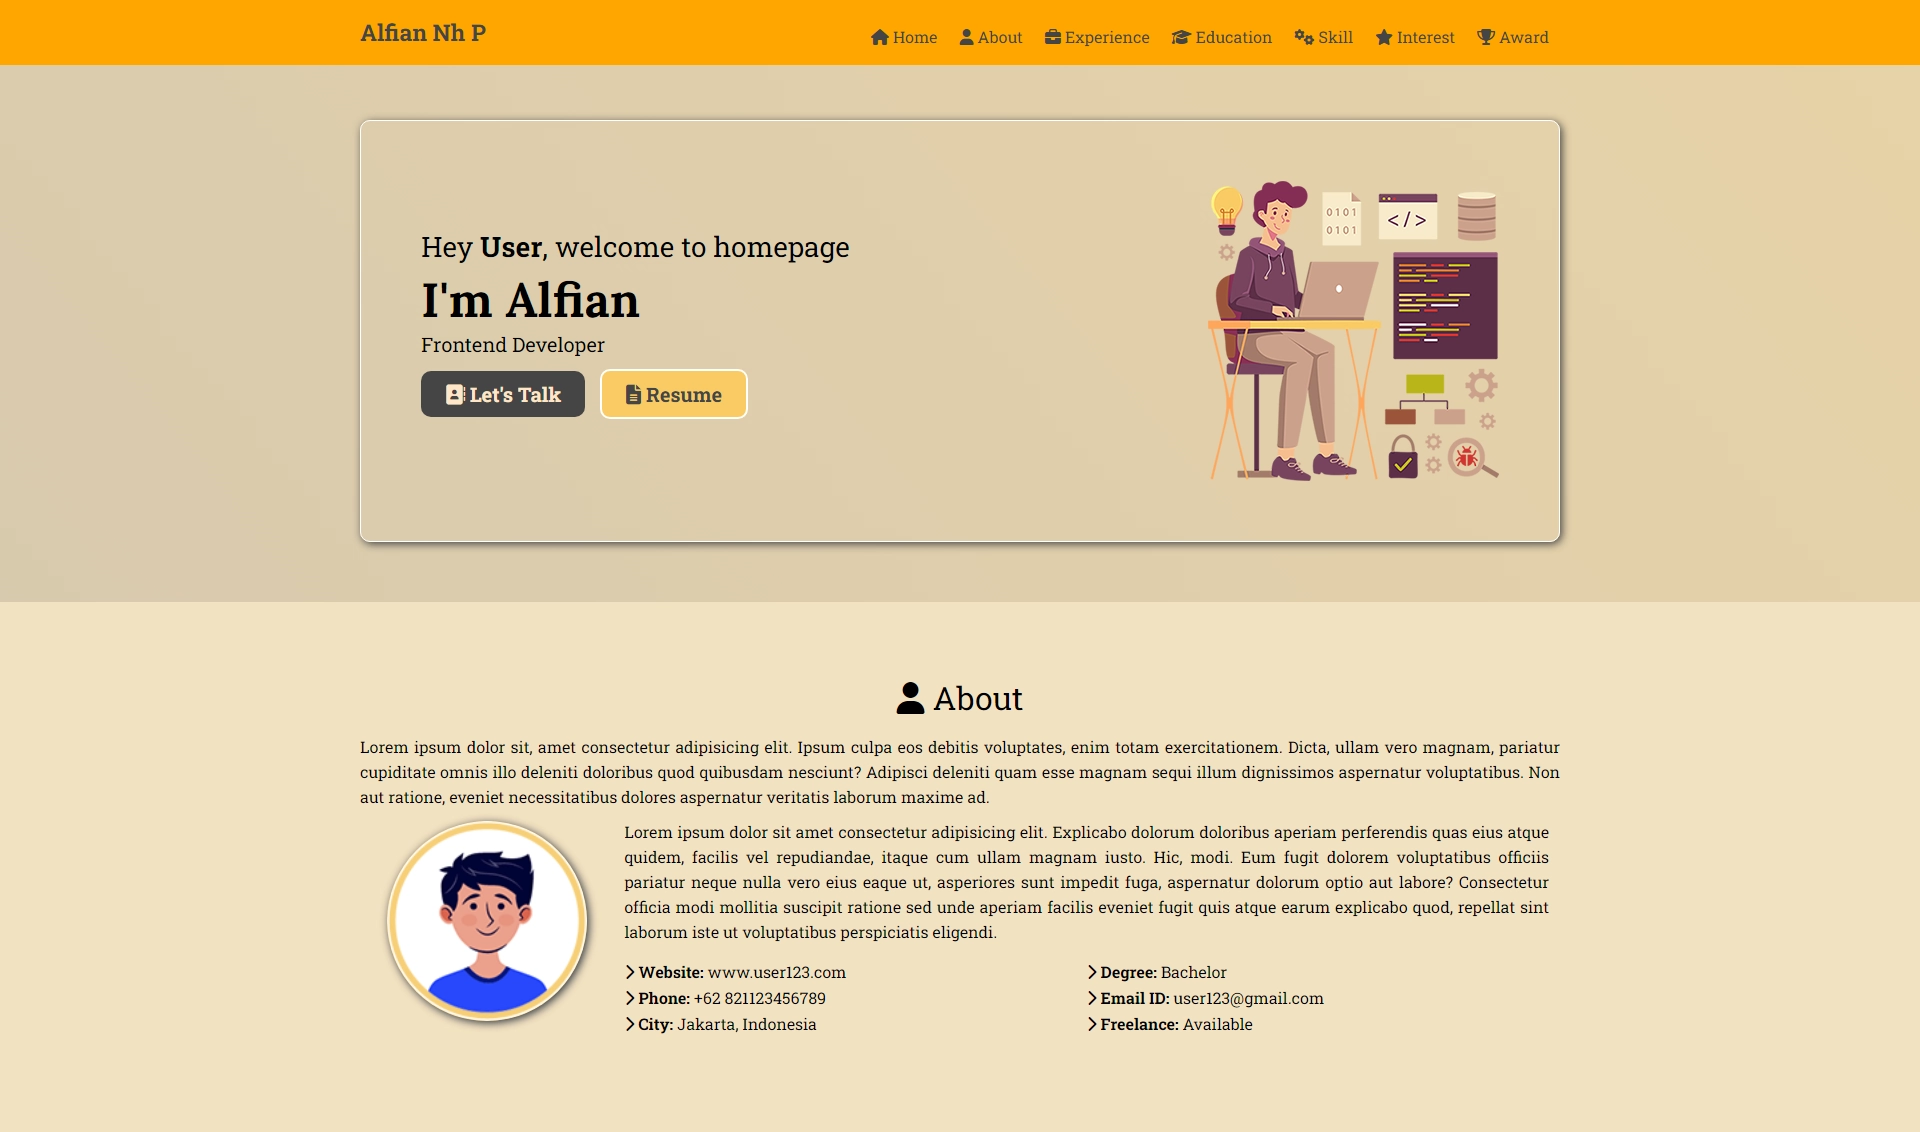 Alfian Nh P
Home About Experience Education Skill Interest Award
Hey User, welcome to homepage
I'm Alfian
Frontend Developer
Let's Talk Resume
0101
0101
</>
About
Lorem ipsum dolor sit, amet consectetur adipisicing elit. Ipsum culpa eos debitis voluptates, enim totam exercitationem. Dicta, ullam vero magnam, pariatur
cupiditate omnis illo deleniti doloribus quod quibusdam nesciunt? Adipisci deleniti quam esse magnam sequi illum dignissimos aspernatur voluptatibus. Non
aut ratione, eveniet necessitatibus dolores aspernatur veritatis laborum maxime ad.
Lorem ipsum dolor sit amet consectetur adipisicing elit. Explicabo dolorum doloribus aperiam perferendis quas eius atque
quidem, facilis vel repudiandae, itaque cum ullam magnam iusto. Hic, modi. Eum fugit dolorem voluptatibus officiis
pariatur neque nulla vero eius eaque ut, asperiores sunt impedit fuga, aspernatur dolorum optio aut labore? Consectetur
officia modi mollitia suscipit ratione sed unde aperiam facilis eveniet fugit quis atque earum explicabo quod, repellat sint
laborum iste ut voluptatibus perspiciatis eligendi.
Website: www.user123.com
Phone: +62 821123456789
City: Jakarta, Indonesia
Degree: Bachelor
Email ID: user123@gmail.com
Freelance: Available